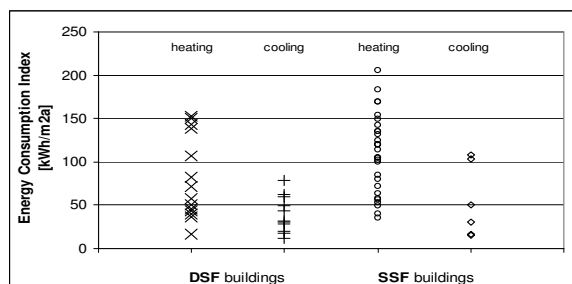 Energy Consumption Index
[kWh/m2a]
250
200
150
100
50
0
heating cooling heating cooling
DSF buildings SSF buildings